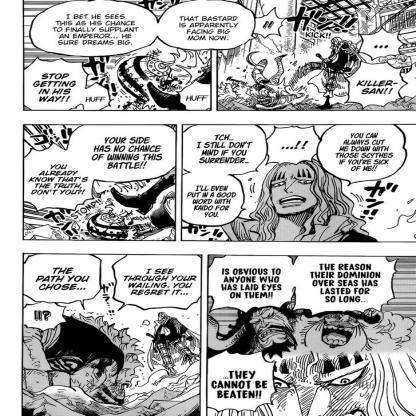 ...
KICK!!
KILLER-
SAN!!
THAT BASTARD
IS APPARENTLY
FACING BIG
MOM NOW.
I BET HE SEES
THIS AS HIS CHANCE
TO FINALLY SUPPLANT
AN EMPEROR... HE
SURE DREAMS BIG.
HUFF
HUFF
STOP
GETTING
IN HIS
WAY!!
YOU CAN
ALWAYS CUT
ME DOWN WITH
THOSE SCYTHES
IF YOU'RE SICK
OF ME!!
...!!
TCH...
I STILL DON'T
MIND IF YOU
SURRENDER...
I'LL EVEN
PUT IN A GOOD
WORD WITH
KAIDO FOR
YOU.
YOUR SIDE
HAS NO CHANCE
OF WINNING THIS
BATTLE!!
YOU
ALREADY
KNOW THAT'S
THE TRUTH,
DON'T YOU!?
THE REASON
THEIR DOMINION
OVER SEAS HAS
LASTED FOR
SO LONG...
IS OBVIOUS TO
ANYONE WHO
HAS LAID EYES
ON THEM!!
...THEY
CANNOT BE
BEATEN!!
I SEE
THROUGH YOUR
WAILING. YOU
REGRET IT...
THE
PATH YOU
CHOSE...
!!?